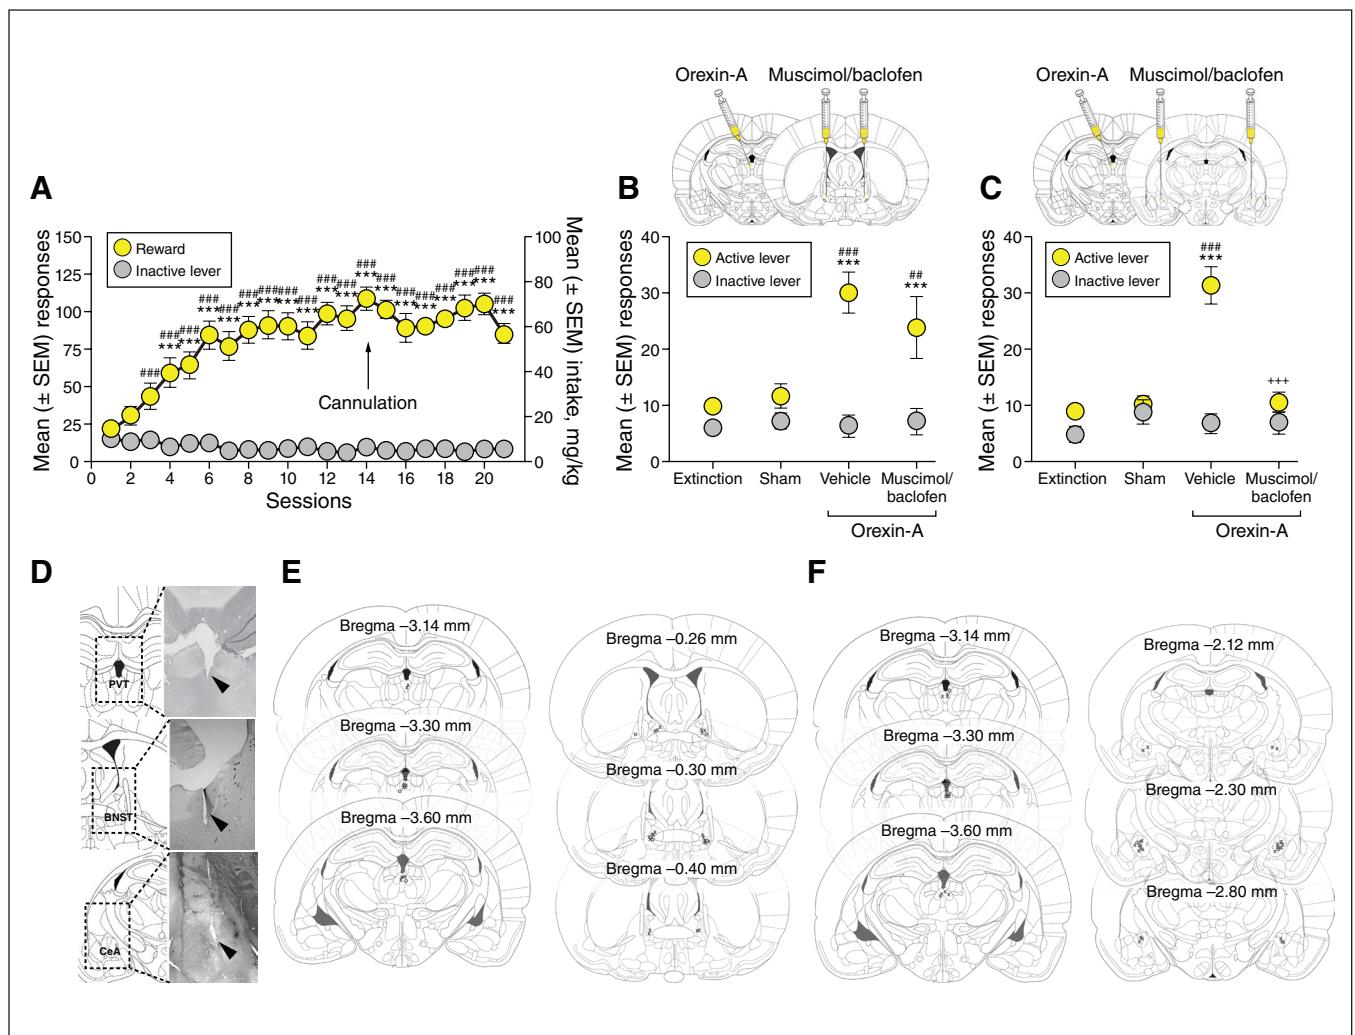 Orexin-A Muscimol/baclofen
Orexin-A Muscimol/baclofen
A
Mean (± SEM) responses
150
125
100
75
50
25
0
Reward
Inactive lever
###
###
***
###
***
###
***
###
***
###
***
###
***
###
***
###
***
###
***
###
***
###
***
###
***
###
***
###
***
###
***
###
***
###
***
###
***
Cannulation
0 2 4 6 8 10 12 14 16 18 20
Sessions
100
80
60
40
20
0
Mean (± SEM) intake, mg/kg
B
Mean (± SEM) responses
40
30
20
10
0
Active lever
Inactive lever
###
***
##
***
Extinction Sham Vehicle Muscimol/
baclofen
Orexin-A
C
Mean (± SEM) responses
40
30
20
10
0
Active lever
Inactive lever
###
***
+++
Extinction Sham Vehicle Muscimol/
baclofen
Orexin-A
D
PVT
BNST
CeA
E
Bregma –3.14 mm
Bregma –3.30 mm
Bregma –3.60 mm
Bregma –0.26 mm
Bregma –0.30 mm
Bregma –0.40 mm
F
Bregma –3.14 mm
Bregma –3.30 mm
Bregma –3.60 mm
Bregma –2.12 mm
Bregma –2.30 mm
Bregma –2.80 mm